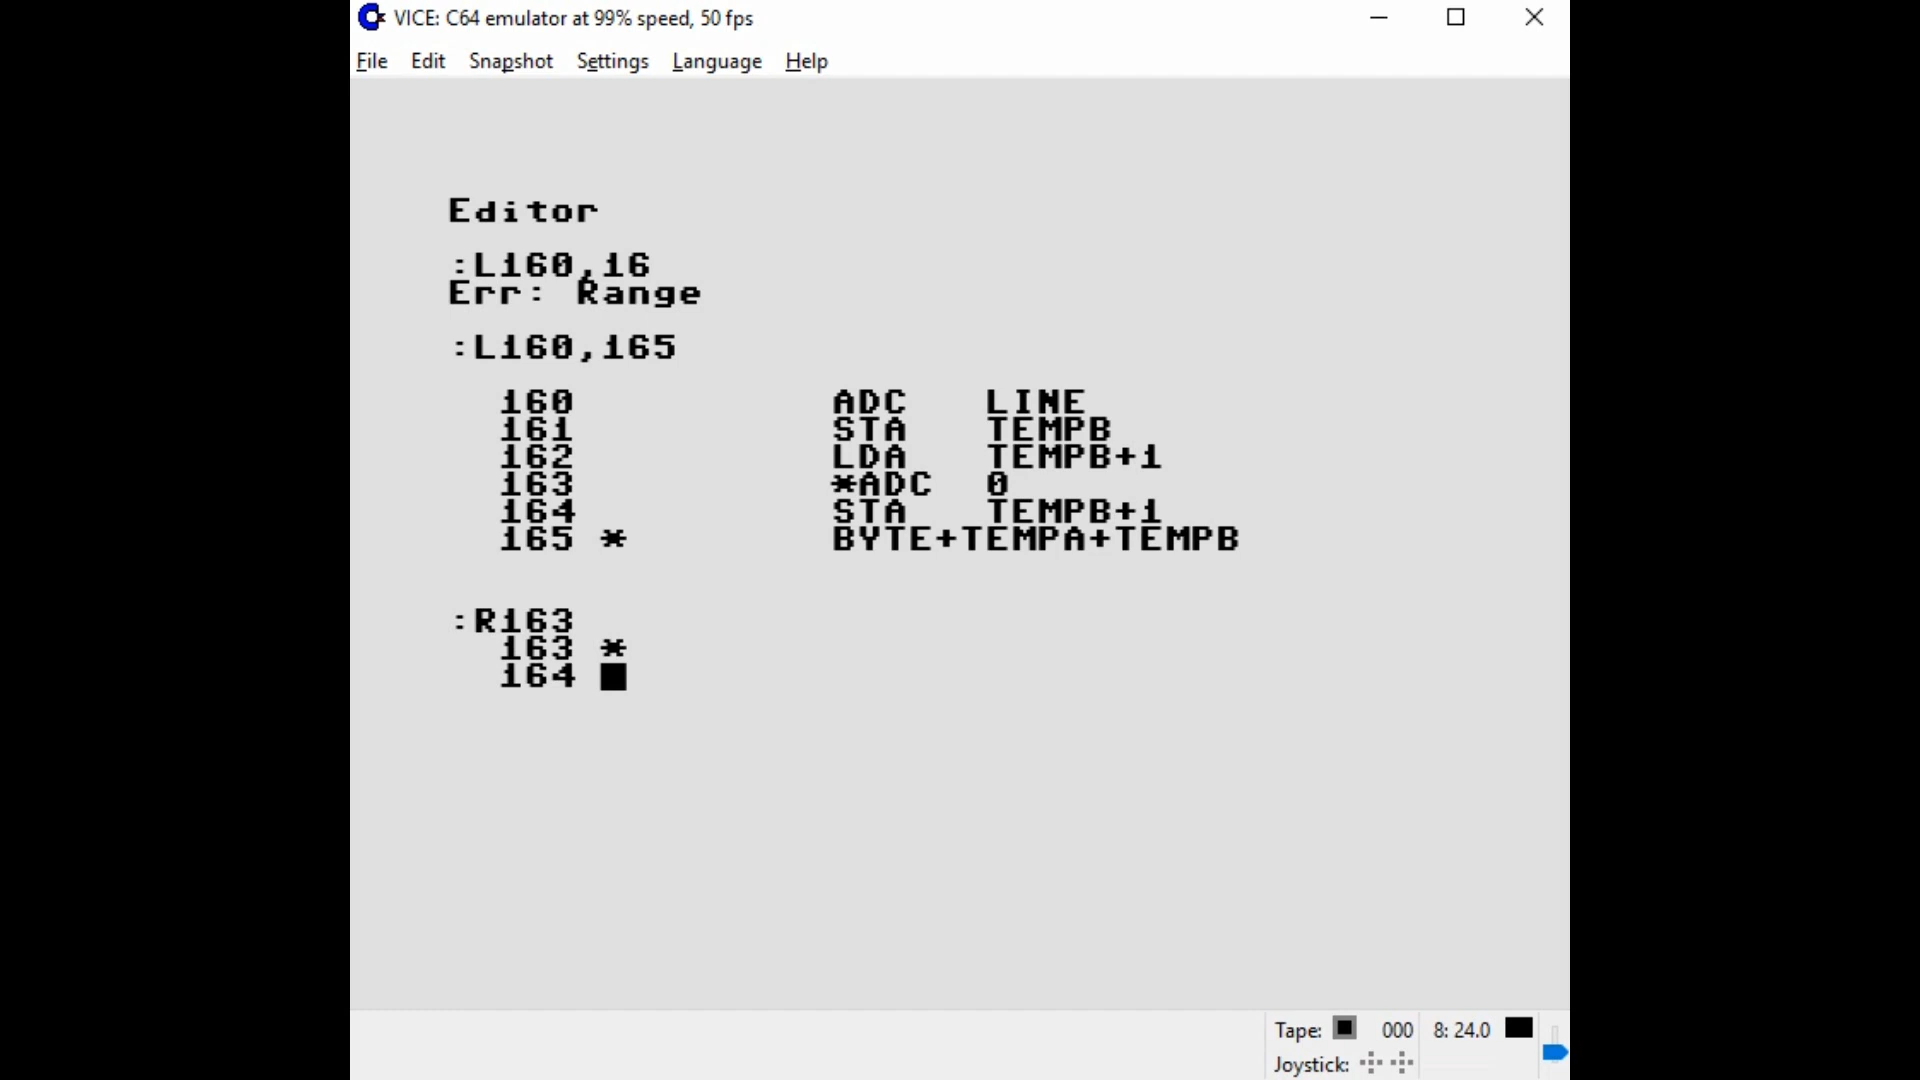 VICE: C64 emulator at 99% speed, 50 fps
File Edit Snapshot Settings Language Help
Editor
:L160,16
Err: Range
:L160,165
160 ADC LINE
161 STA TEMPB
162 LDA TEMPB+1
163 *ADC 0
164 STA TEMPB+1
165 * BYTE+TEMPA+TEMPB
:R163
163 *
164
Tape: 000 8: 24.0
Joystick: